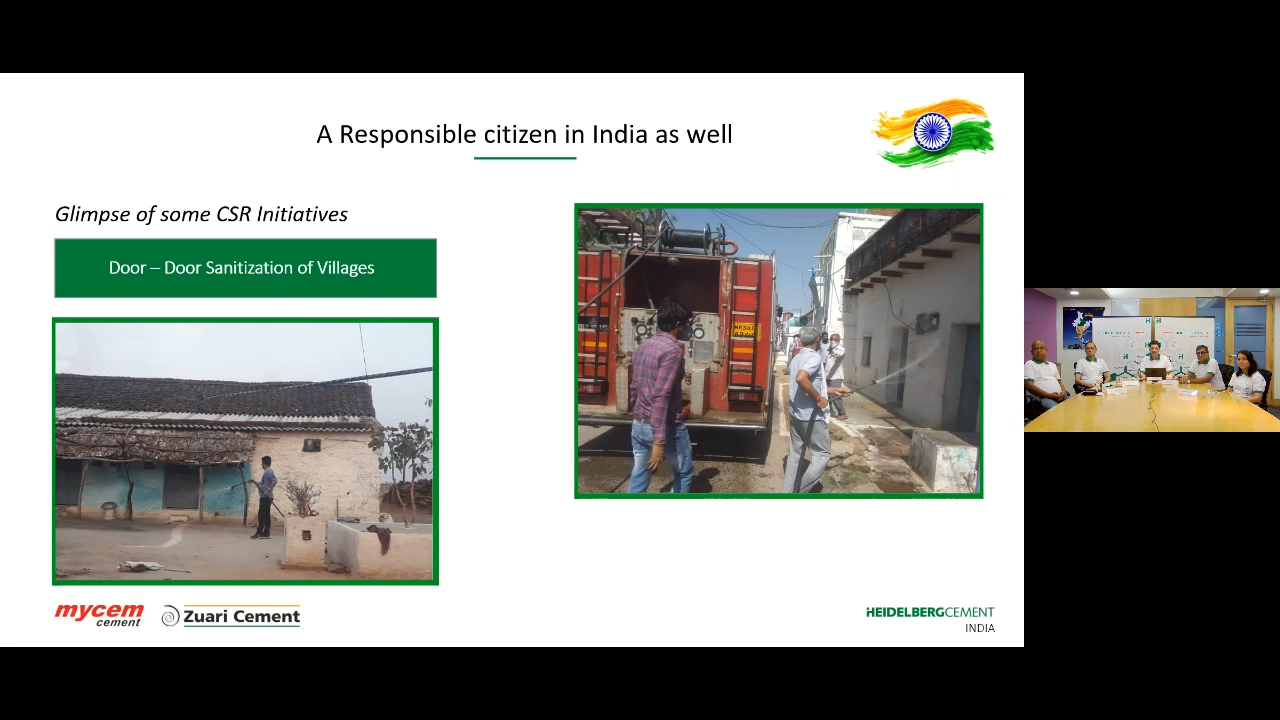 A Responsible citizen in India as well
Glimpse of some CSR Initiatives
Door – Door Sanitization of Villages
mycem
cement
Zuari Cement
HEIDELBERGCEMENT
INDIA